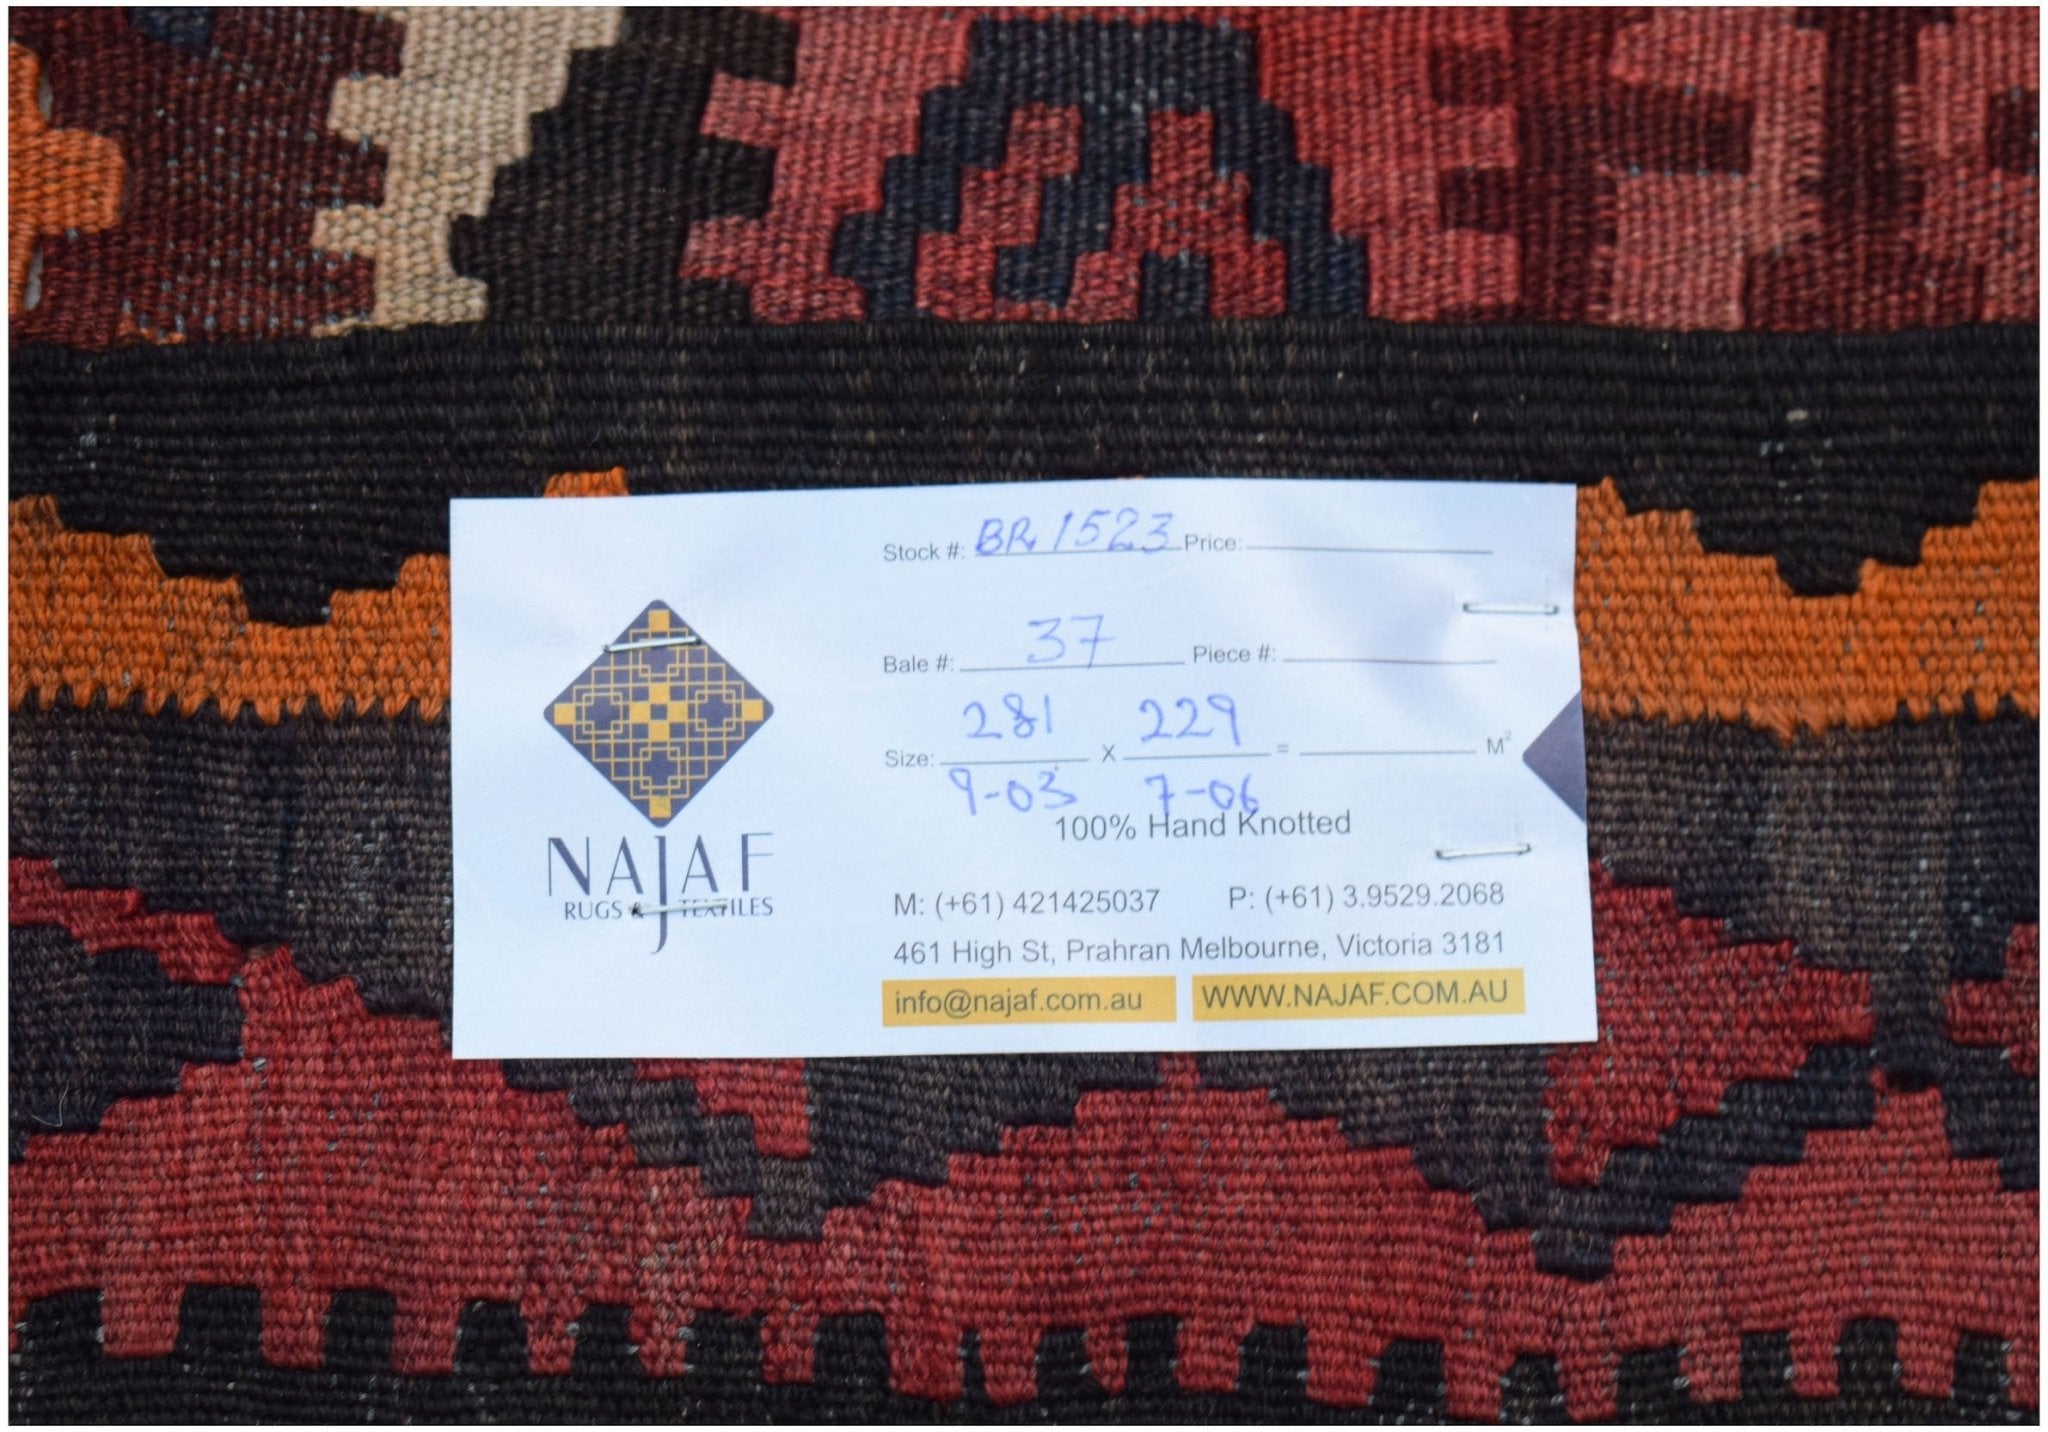 Stock #: BR 1523 Price:
Bale #: 37 Piece #:
Size: 281 X 229 = M²
9-03 7-06
100% Hand Knotted
NAJAF
RUGS & TEXTILES
M: (+61) 421425037 P: (+61) 3.9529.2068
461 High St, Prahran Melbourne, Victoria 3181
info@najaf.com.au WWW.NAJAF.COM.AU